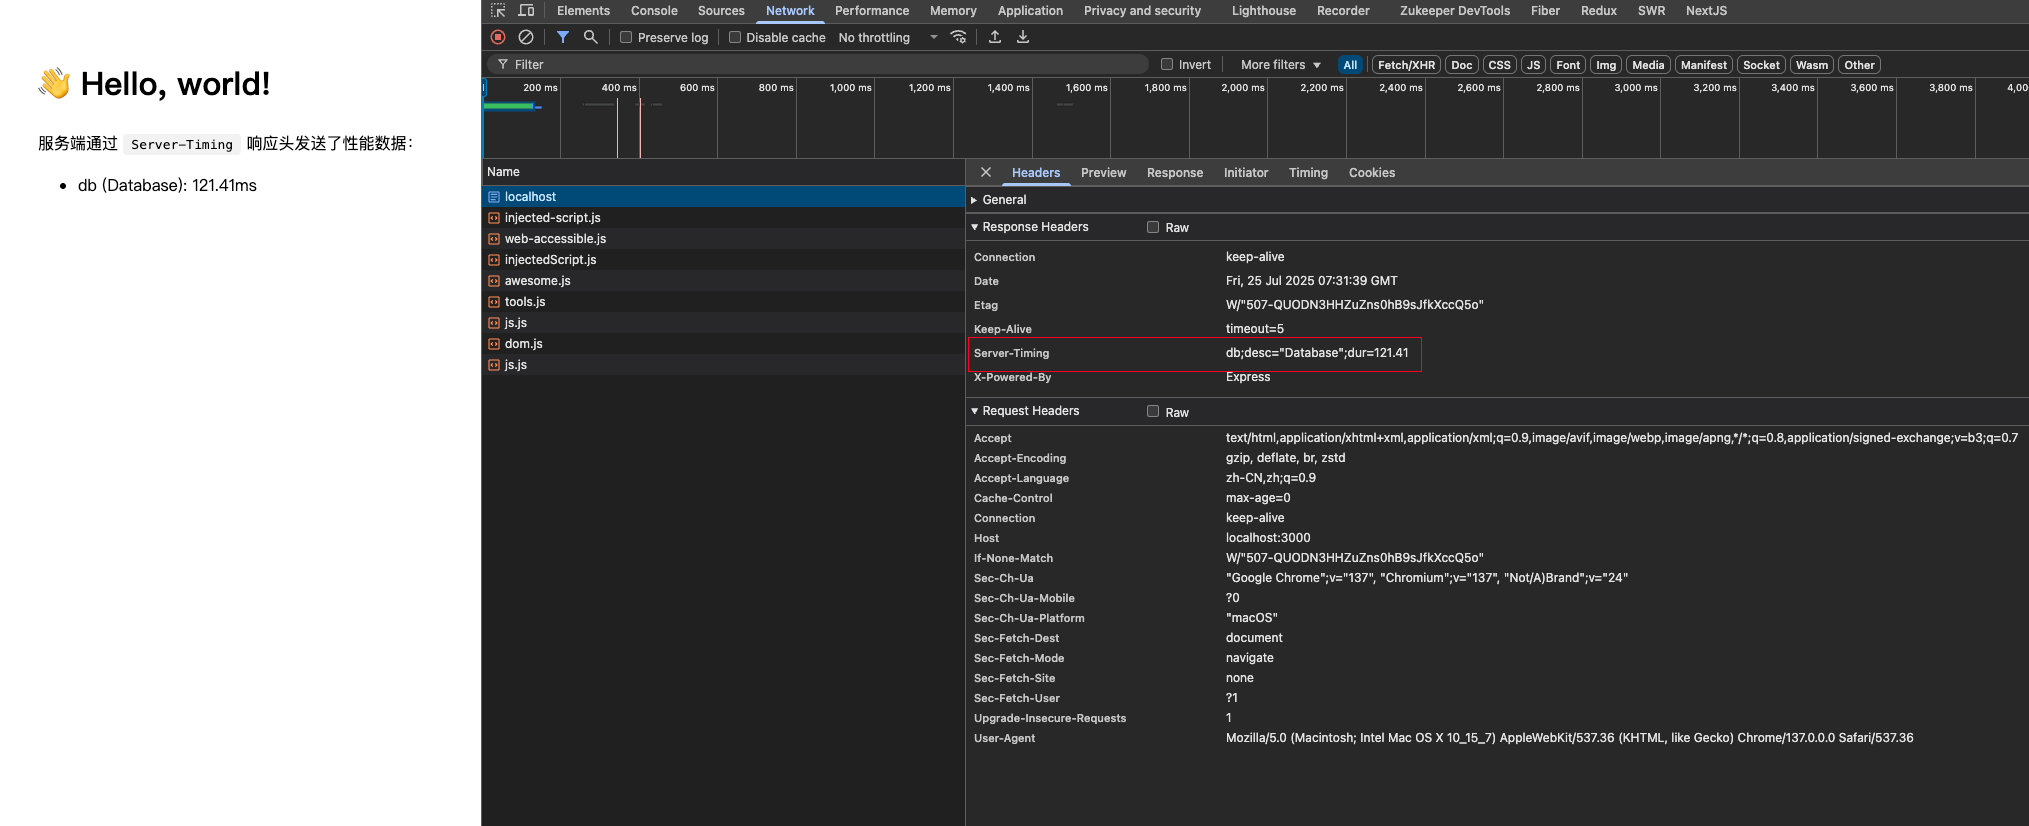 👋 Hello, world!
服务端通过 Server-Timing 响应头发送了性能数据：
• db (Database): 121.41ms
Elements Console Sources Network Performance Memory Application Privacy and security Lighthouse Recorder Zukeeper DevTools Fiber Redux SWR NextJS
Preserve log Disable cache No throttling
Filter Invert More filters All Fetch/XHR Doc CSS JS Font Img Media Manifest Socket Wasm Other
200 ms 400 ms 600 ms 800 ms 1,000 ms 1,200 ms 1,400 ms 1,600 ms 1,800 ms 2,000 ms 2,200 ms 2,400 ms 2,600 ms 2,800 ms 3,000 ms 3,200 ms 3,400 ms 3,600 ms 3,800 ms 4,00
Name
localhost
injected-script.js
web-accessible.js
injectedScript.js
awesome.js
tools.js
js.js
dom.js
js.js
Headers Preview Response Initiator Timing Cookies
General
Response Headers Raw
Connection keep-alive
Date Fri, 25 Jul 2025 07:31:39 GMT
Etag W/"507-QUODN3HHZuZns0hB9sJfkXccQ5o"
Keep-Alive timeout=5
Server-Timing db;desc="Database";dur=121.41
X-Powered-By Express
Request Headers Raw
Accept text/html,application/xhtml+xml,application/xml;q=0.9,image/avif,image/webp,image/apng,*/*;q=0.8,application/signed-exchange;v=b3;q=0.7
Accept-Encoding gzip, deflate, br, zstd
Accept-Language zh-CN,zh;q=0.9
Cache-Control max-age=0
Connection keep-alive
Host localhost:3000
If-None-Match W/"507-QUODN3HHZuZns0hB9sJfkXccQ5o"
Sec-Ch-Ua "Google Chrome";v="137", "Chromium";v="137", "Not/A)Brand";v="24"
Sec-Ch-Ua-Mobile ?0
Sec-Ch-Ua-Platform "macOS"
Sec-Fetch-Dest document
Sec-Fetch-Mode navigate
Sec-Fetch-Site none
Sec-Fetch-User ?1
Upgrade-Insecure-Requests 1
User-Agent Mozilla/5.0 (Macintosh; Intel Mac OS X 10_15_7) AppleWebKit/537.36 (KHTML, like Gecko) Chrome/137.0.0.0 Safari/537.36